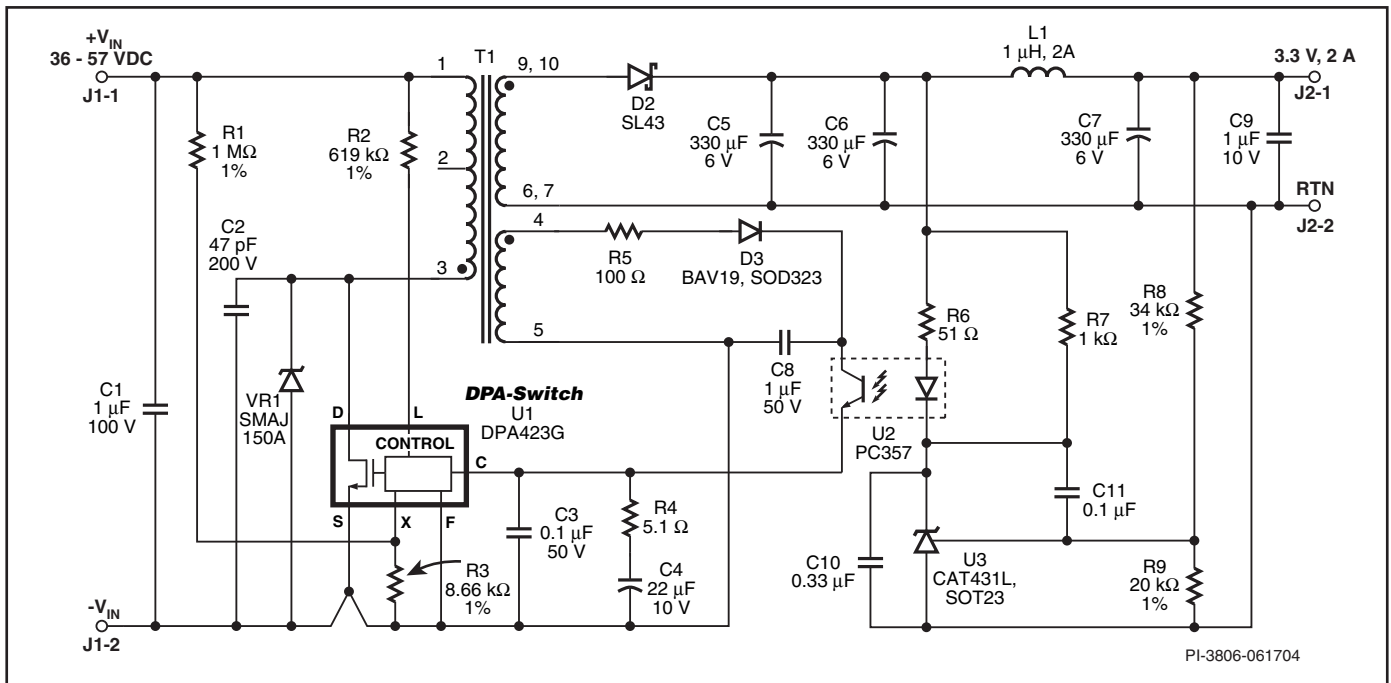 +VIN
36 - 57 VDC
J1-1
R1
1 MΩ
1%
R2
619 kΩ
1%
C2
47 pF
200 V
C1
1 μF
100 V
VR1
SMAJ
150A
1
2
3
T1
9, 10
6, 7
4
5
D2
SL43
R5
100 Ω
D3
BAV19, SOD323
C5
330 μF
6 V
C6
330 μF
6 V
L1
1 μH, 2A
C7
330 μF
6 V
C9
1 μF
10 V
3.3 V, 2 A
J2-1
RTN
J2-2
R6
51 Ω
R7
1 kΩ
R8
34 kΩ
1%
C8
1 μF
50 V
U2
PC357
DPA-Switch
U1
DPA423G
D
L
CONTROL
C
S
X
F
R3
8.66 kΩ
1%
C3
0.1 μF
50 V
R4
5.1 Ω
C4
22 μF
10 V
C10
0.33 μF
C11
0.1 μF
U3
CAT431L,
SOT23
R9
20 kΩ
1%
-VIN
J1-2
PI-3806-061704